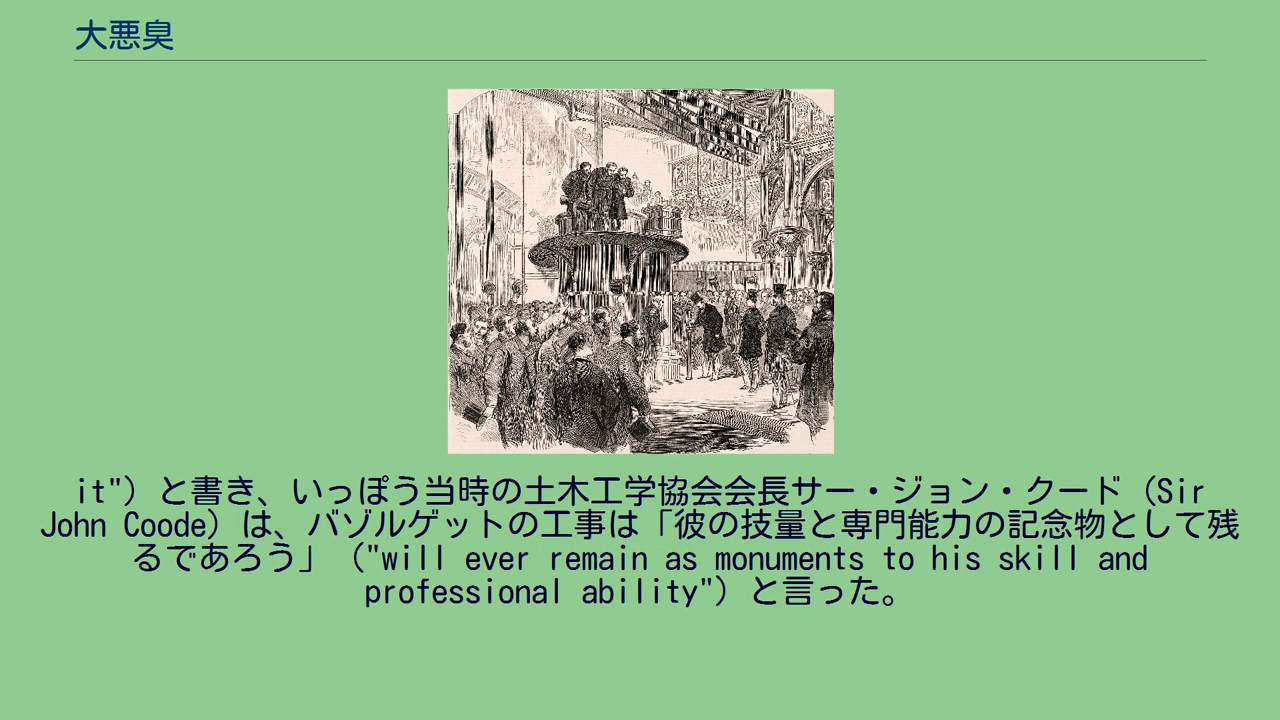 大悪臭
it"）と書き、いっぽう当時の土木工学協会会長サー・ジョン・クード（Sir
John Coode）は、バゾルゲットの工事は「彼の技量と専門能力の記念物として残
るであろう」（"will ever remain as monuments to his skill and
professional ability"）と言った。